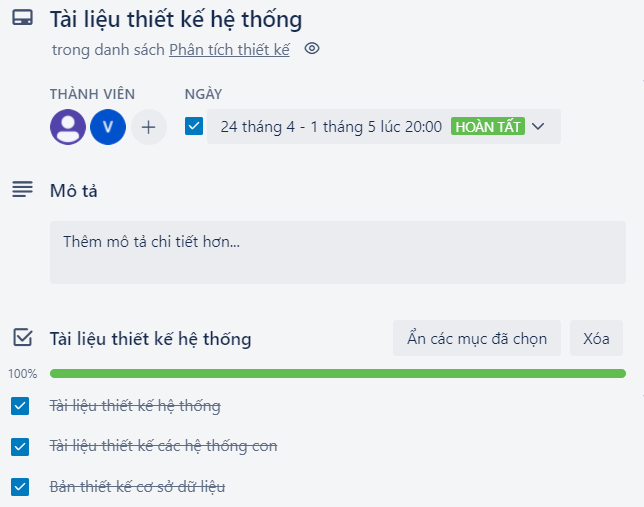 Tài liệu thiết kế hệ thống
trong danh sách Phân tích thiết kế
THÀNH VIÊN NGÀY
V 24 tháng 4 - 1 tháng 5 lúc 20:00 HOÀN TẤT
Mô tả
Thêm mô tả chi tiết hơn...
Tài liệu thiết kế hệ thống Ẩn các mục đã chọn Xóa
100%
Tài liệu thiết kế hệ thống
Tài liệu thiết kế các hệ thống con
Bản thiết kế cơ sở dữ liệu